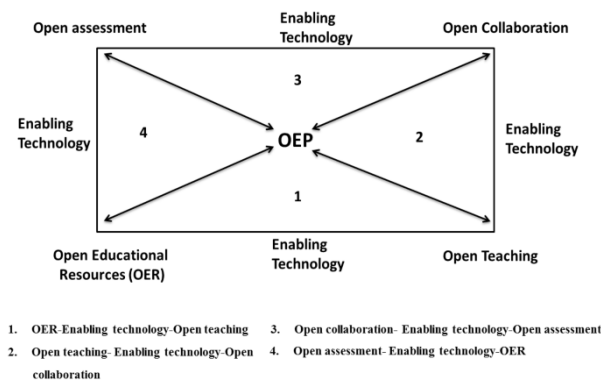 Open assessment
Enabling
Technology
Open Collaboration
3
Enabling
Technology
4
OEP
2
Enabling
Technology
1
Open Educational
Resources (OER)
Enabling
Technology
Open Teaching
1. OER-Enabling technology-Open teaching
2. Open teaching- Enabling technology-Open
collaboration
3. Open collaboration- Enabling technology-Open assessment
4. Open assessment- Enabling technology-OER